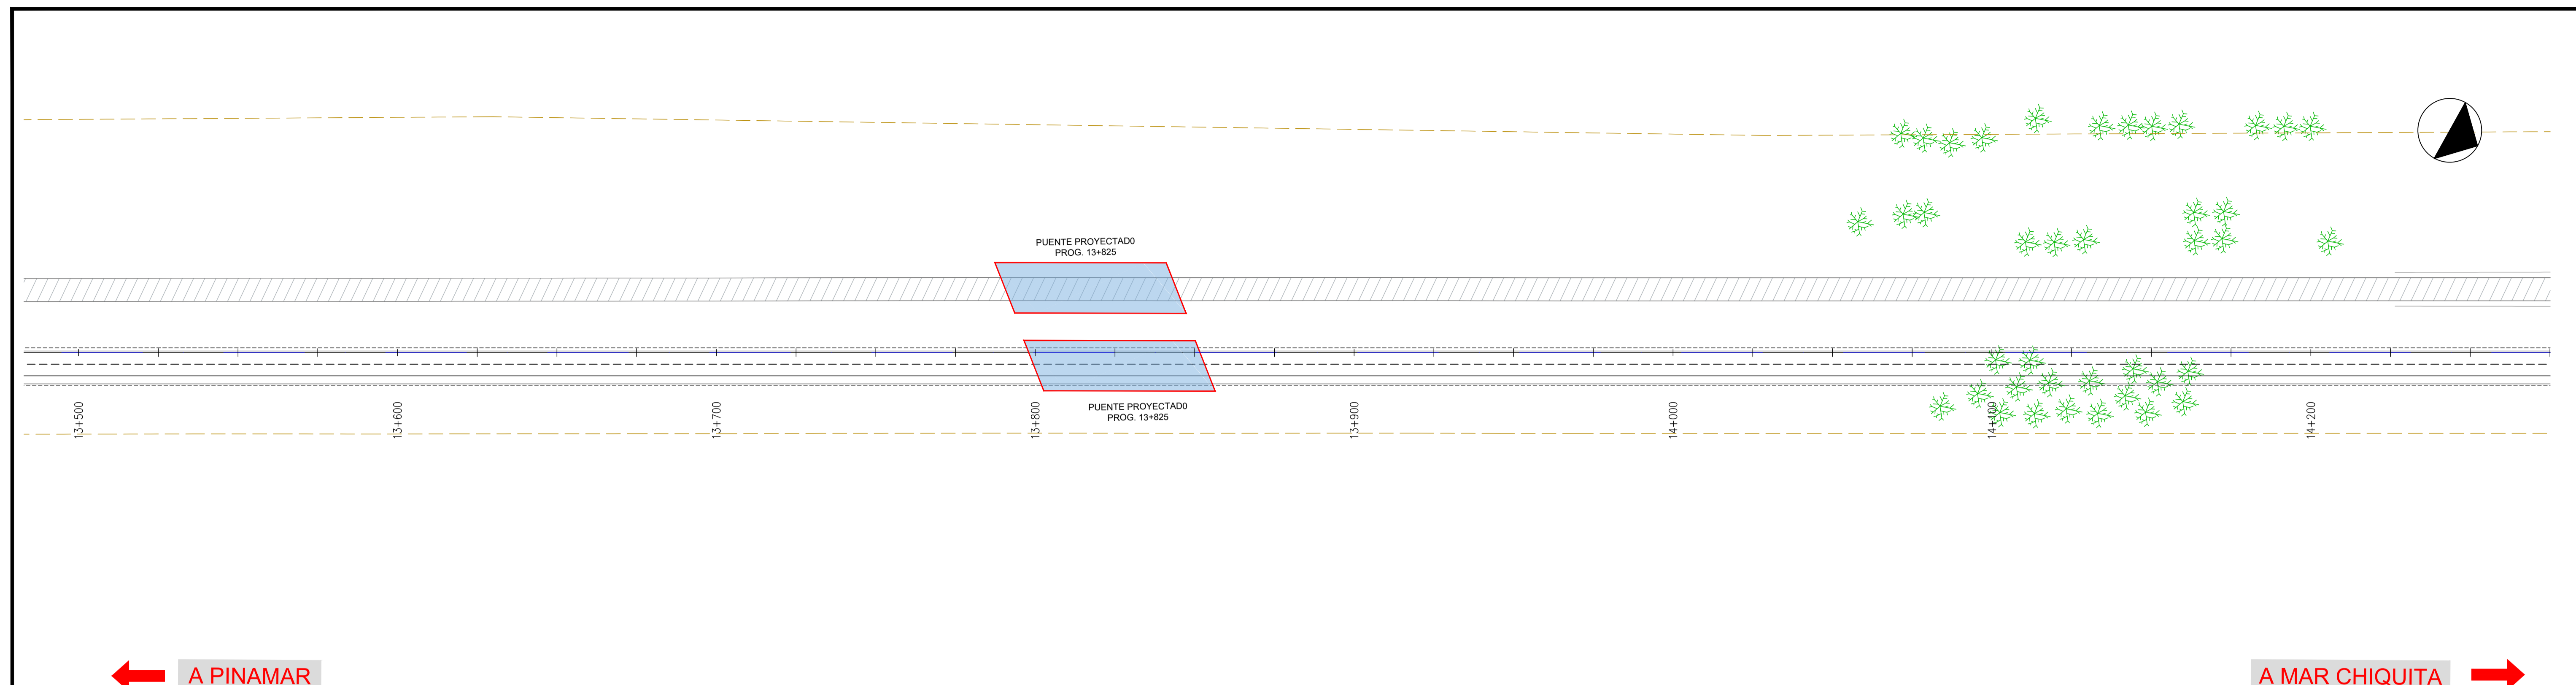 PUENTE PROYECTAD0
PROG. 13+825
13+500
13+600
13+700
13+800
13+900
14+000
14+100
14+200
PUENTE PROYECTAD0
PROG. 13+825
A PINAMAR
A MAR CHIQUITA